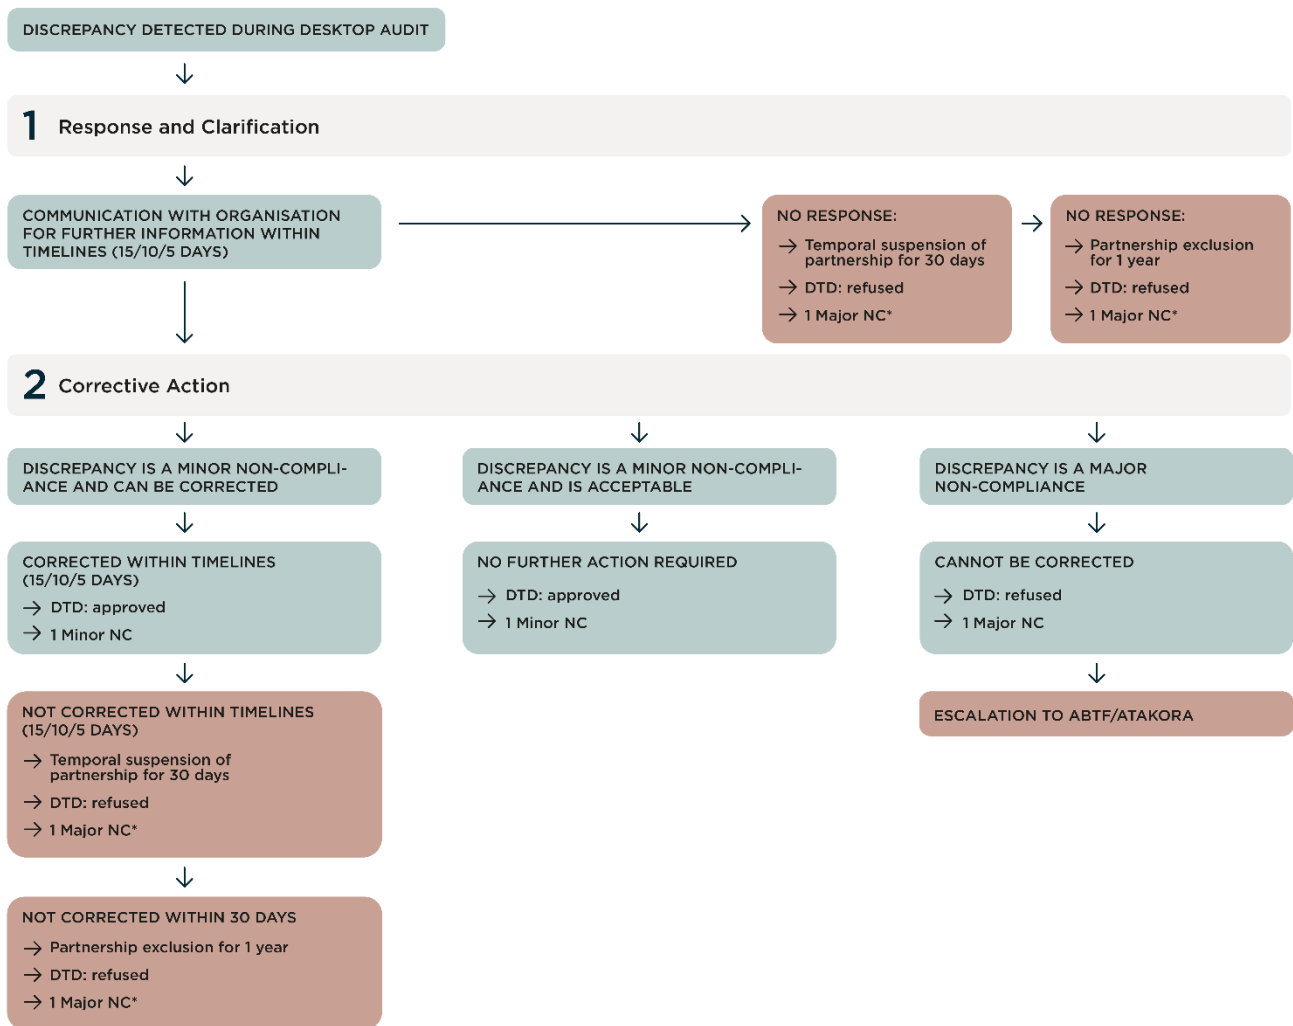 DISCREPANCY DETECTED DURING DESKTOP AUDIT
1 Response and Clarification
COMMUNICATION WITH ORGANISATION
FOR FURTHER INFORMATION WITHIN
TIMELINES (15/10/5 DAYS)
NO RESPONSE:
→ Temporal suspension of
partnership for 30 days
→ DTD: refused
→ 1 Major NC*
NO RESPONSE:
→ Partnership exclusion
for 1 year
→ DTD: refused
→ 1 Major NC*
2 Corrective Action
DISCREPANCY IS A MINOR NON-COMPLI-
ANCE AND CAN BE CORRECTED
CORRECTED WITHIN TIMELINES
(15/10/5 DAYS)
→ DTD: approved
→ 1 Minor NC
NOT CORRECTED WITHIN TIMELINES
(15/10/5 DAYS)
→ Temporal suspension of
partnership for 30 days
→ DTD: refused
→ 1 Major NC*
NOT CORRECTED WITHIN 30 DAYS
→ Partnership exclusion for 1 year
→ DTD: refused
→ 1 Major NC*
DISCREPANCY IS A MINOR NON-COMPLI-
ANCE AND IS ACCEPTABLE
NO FURTHER ACTION REQUIRED
→ DTD: approved
→ 1 Minor NC
DISCREPANCY IS A MAJOR
NON-COMPLIANCE
CANNOT BE CORRECTED
→ DTD: refused
→ 1 Major NC
ESCALATION TO ABTF/ATAKORA